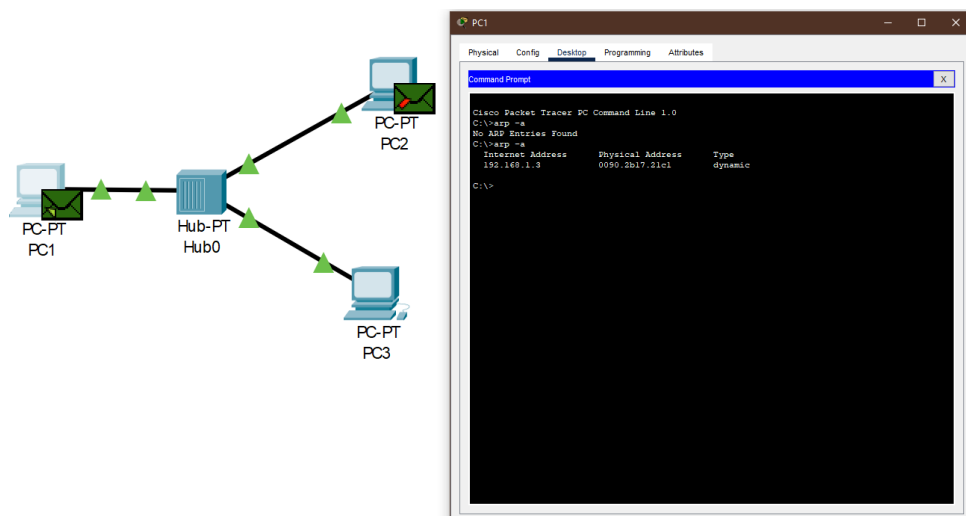 PC-PT
PC2
PC-PT
PC1
Hub-PT
Hub0
PC-PT
PC3
PC1
Physical Config Desktop Programming Attributes
Command Prompt X
Cisco Packet Tracer PC Command Line 1.0
C:\>arp -a
No ARP Entries Found
C:\>arp -a
Internet Address Physical Address Type
192.168.1.3 0090.2b17.21c1 dynamic
C:\>